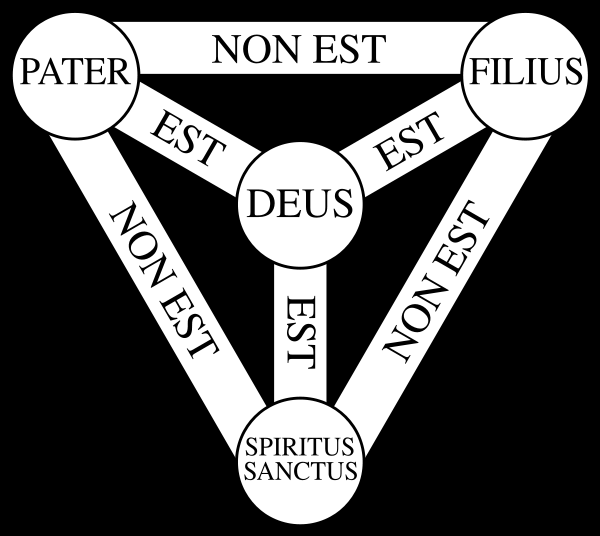 PATER
NON EST
FILIUS
EST
EST
DEUS
NON EST
EST
NON EST
SPIRITUS
SANCTUS